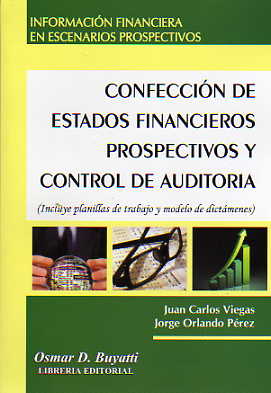 INFORMACIÓN FINANCIERA
EN ESCENARIOS PROSPECTIVOS
CONFECCIÓN DE
ESTADOS FINANCIEROS
PROSPECTIVOS Y
CONTROL DE AUDITORIA
(Incluye planillas de trabajo y modelo de dictámenes)
Juan Carlos Viegas
Jorge Orlando Pérez
Osmar D. Buyatti
LIBRERIA EDITORIAL